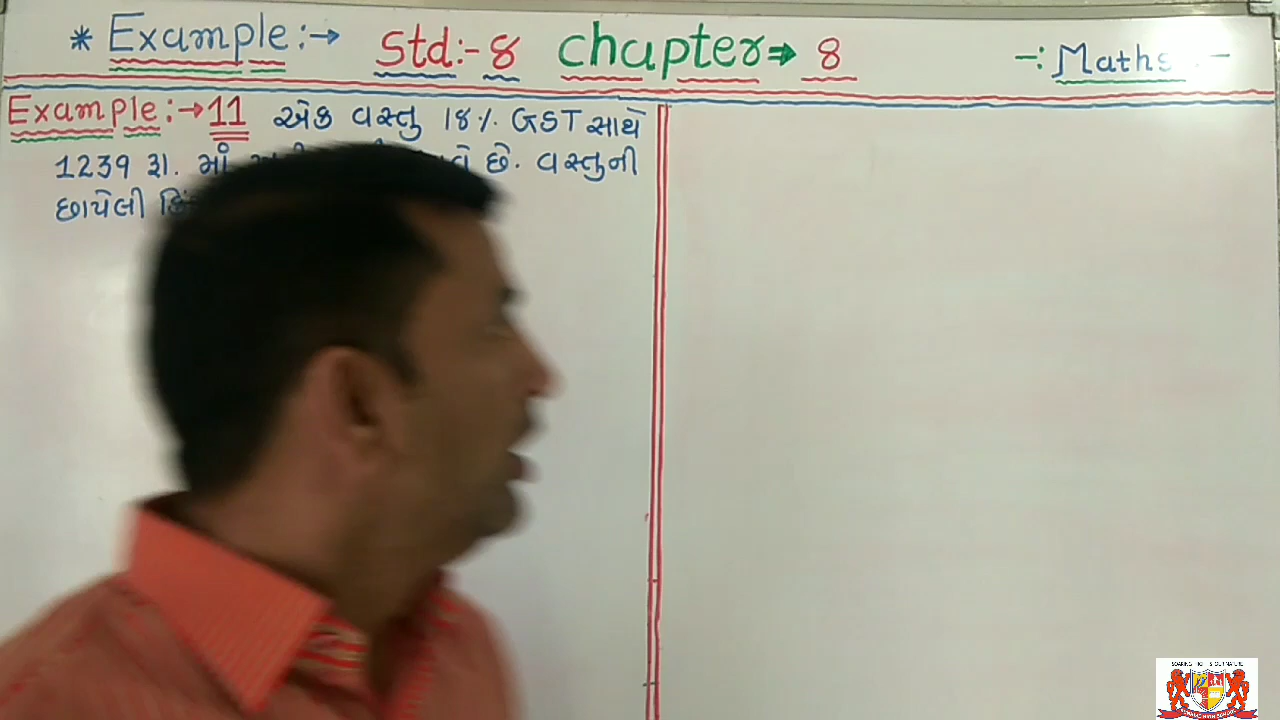 * Example:→ Std:- 8 chapter⇒ 8 -: Maths -
Example:→11 એક વસ્તુ 18% GST સાથે
1239 રૂા. માં છે. વસ્તુની
છાપેલી